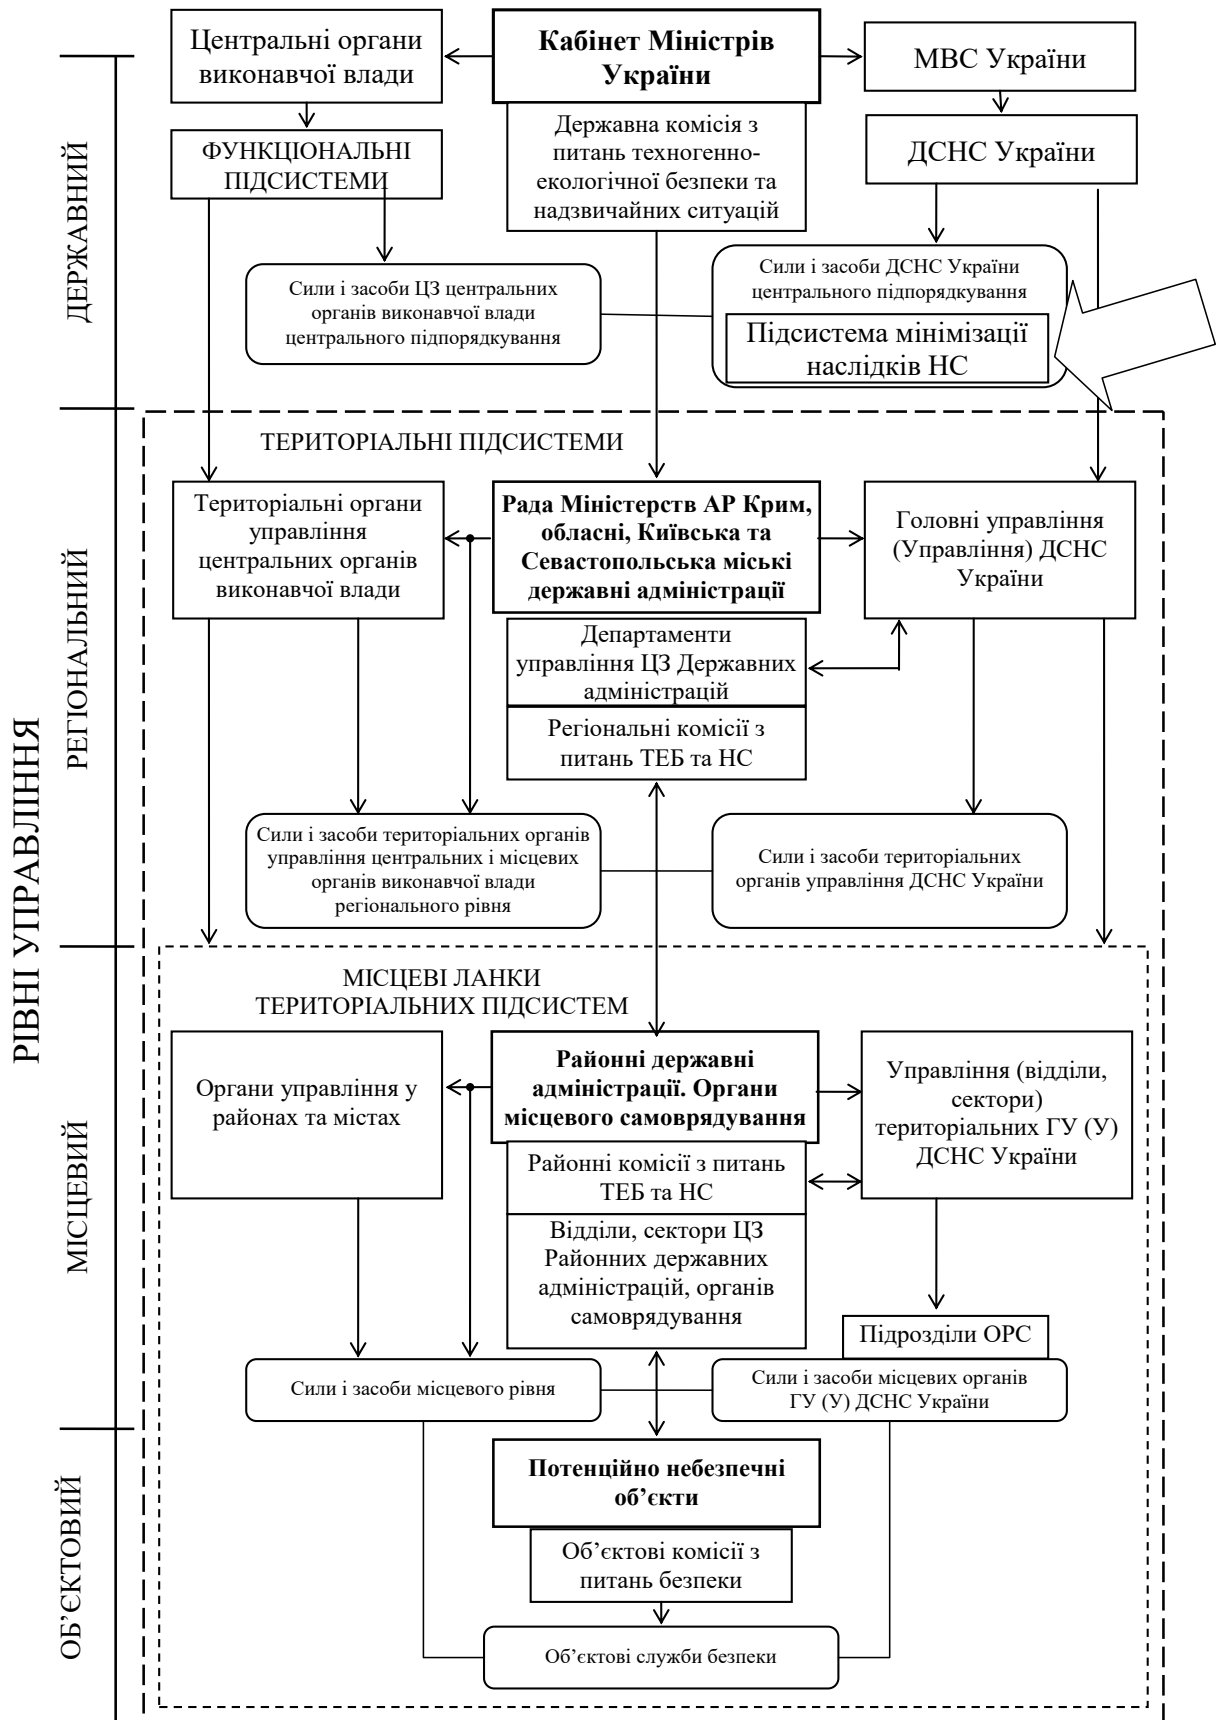 Центральні органи
виконавчої влади
Кабінет Міністрів
України
МВС України
ФУНКЦІОНАЛЬНІ
ПІДСИСТЕМИ
Державна комісія з
питань техногенно-
екологічної безпеки та
надзвичайних ситуацій
ДСНС України
Сили і засоби ЦЗ центральних
органів виконавчої влади
центрального підпорядкування
Сили і засоби ДСНС України
центрального підпорядкування
Підсистема мінімізації
наслідків НС
ДЕРЖАВНИЙ
ТЕРИТОРІАЛЬНІ ПІДСИСТЕМИ
Територіальні органи
управління
центральних органів
виконавчої влади
Рада Міністерств АР Крим,
обласні, Київська та
Севастопольська міські
державні адміністрації
Головні управління
(Управління) ДСНС
України
Департаменти
управління ЦЗ Державних
адміністрацій
Регіональні комісії з
питань ТЕБ та НС
РЕГІОНАЛЬНИЙ
РІВНІ УПРАВЛІННЯ
Сили і засоби територіальних органів
управління центральних і місцевих
органів виконавчої влади
регіонального рівня
Сили і засоби територіальних
органів управління ДСНС України
МІСЦЕВІ ЛАНКИ
ТЕРИТОРІАЛЬНИХ ПІДСИСТЕМ
Органи управління у
районах та містах
Районні державні
адміністрації. Органи
місцевого самоврядування
Управління (відділи,
сектори)
територіальних ГУ (У)
ДСНС України
Районні комісії з питань
ТЕБ та НС
Відділи, сектори ЦЗ
Районних державних
адміністрацій, органів
самоврядування
МІСЦЕВИЙ
Підрозділи ОРС
Сили і засоби місцевого рівня
Сили і засоби місцевих органів
ГУ (У) ДСНС України
Потенційно небезпечні
об’єкти
Об’єктові комісії з
питань безпеки
Об’єктові служби безпеки
ОБ’ЄКТОВИЙ